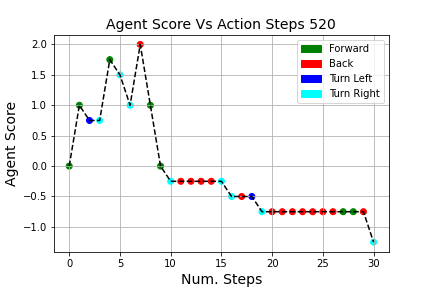 Agent Score Vs Action Steps 520
Forward
Back
Turn Left
Turn Right
Agent Score
2.0
1.5
1.0
0.5
0.0
−0.5
−1.0
0 5 10 15 20 25 30
Num. Steps